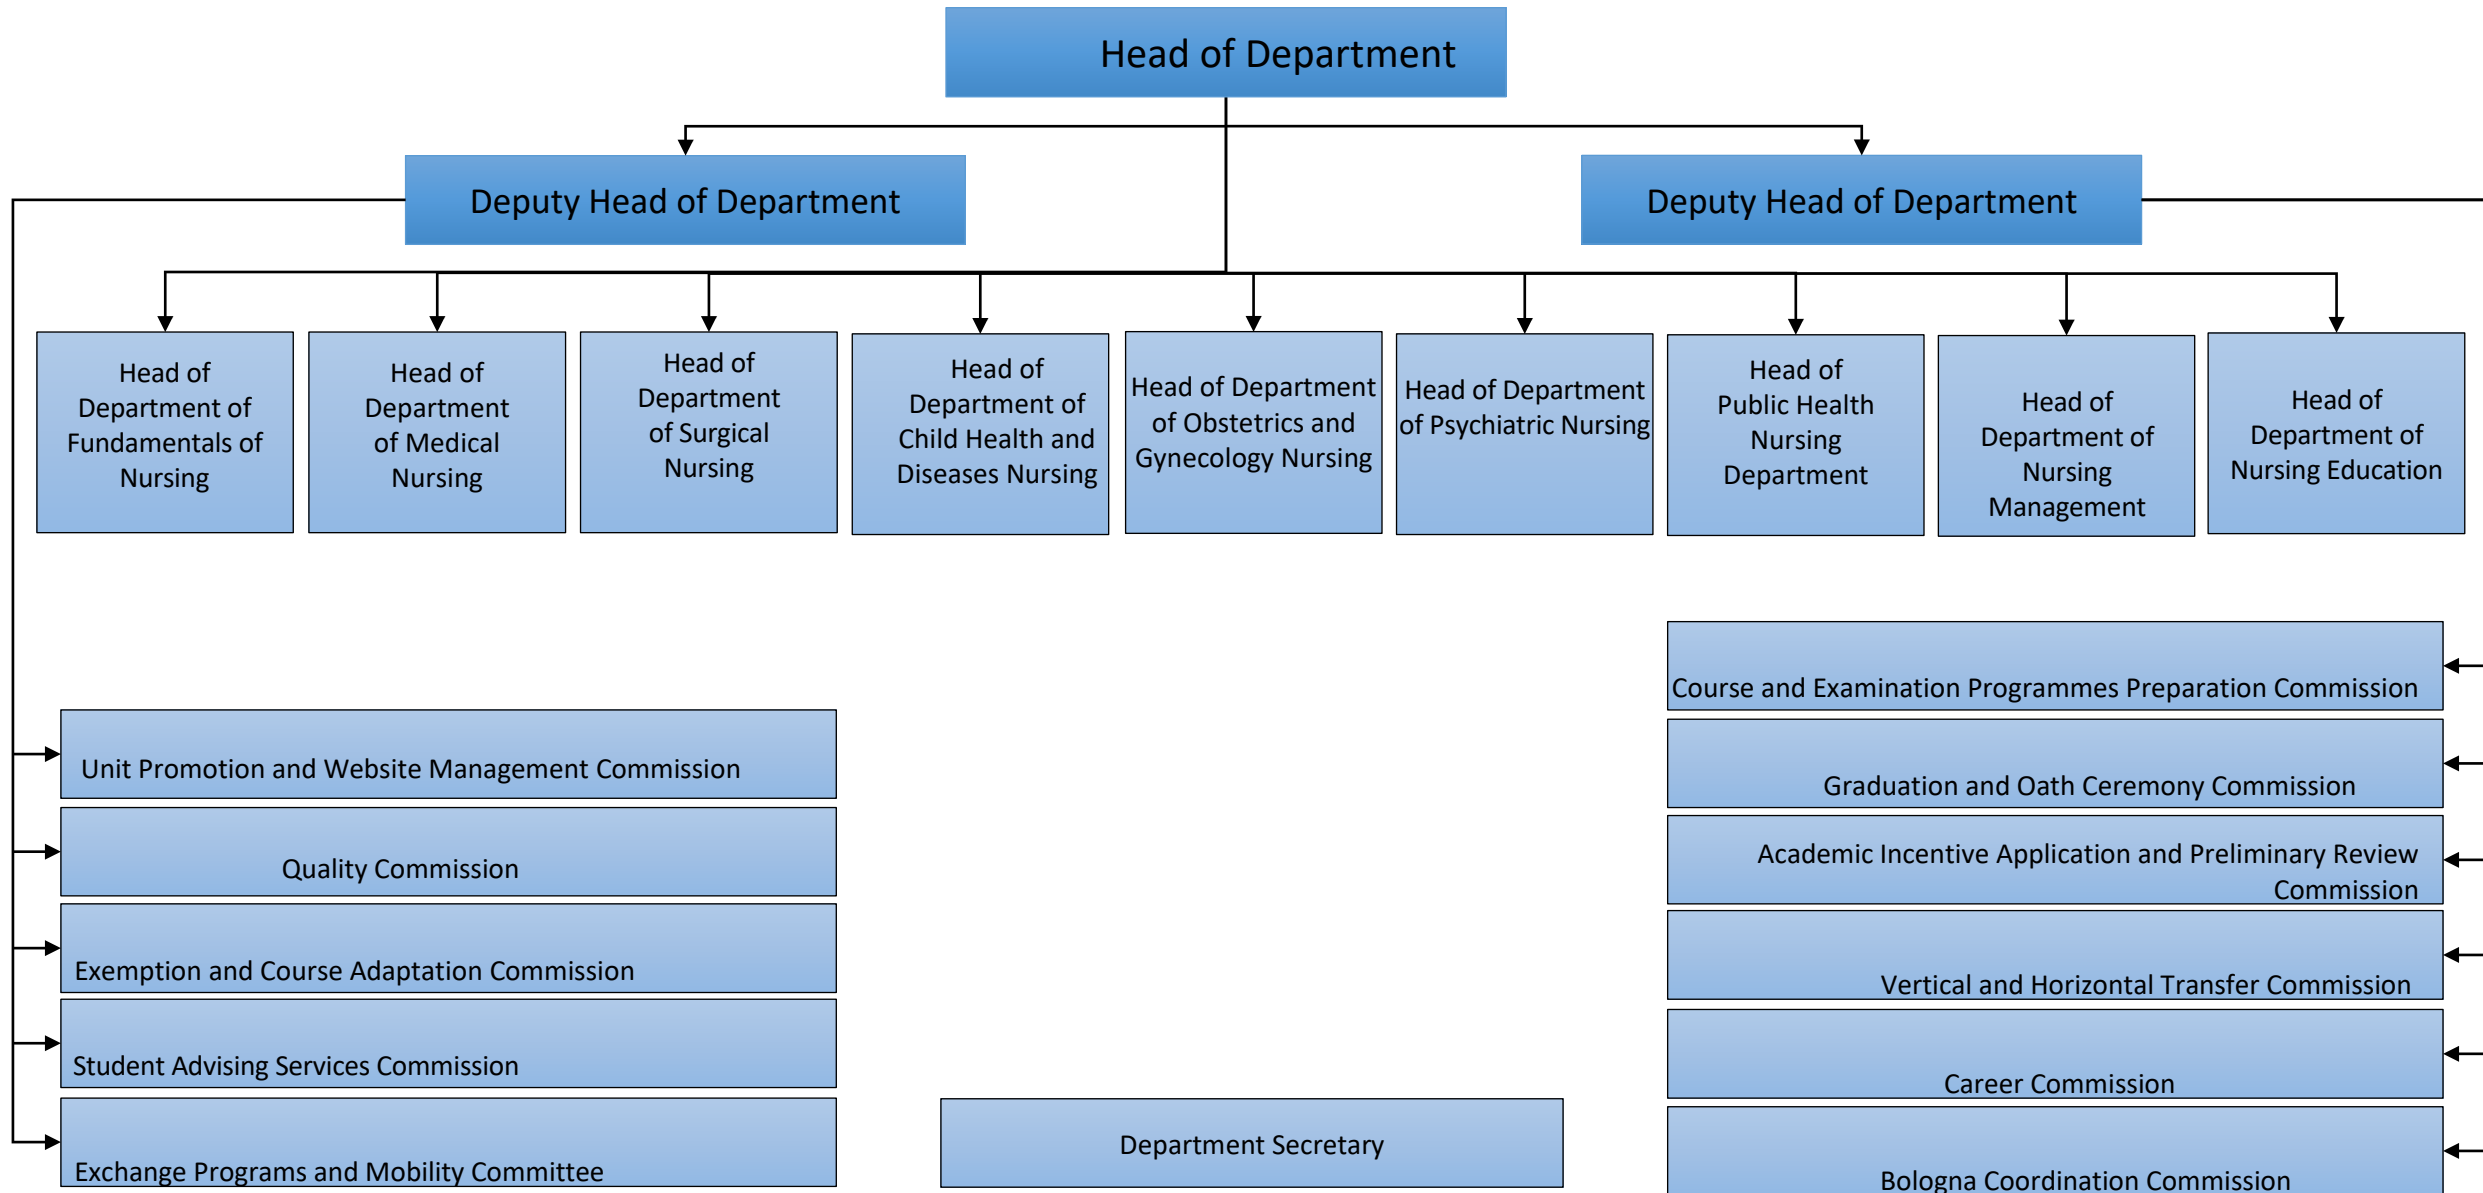 Head of Department
Deputy Head of Department
Deputy Head of Department
Head of
Department of
Fundamentals of
Nursing
Head of
Department
of Medical
Nursing
Head of
Department
of Surgical
Nursing
Head of
Department of
Child Health and
Diseases Nursing
Head of Department
of Obstetrics and
Gynecology Nursing
Head of Department
of Psychiatric Nursing
Head of
Public Health
Nursing
Department
Head of
Department of
Nursing
Management
Head of
Department of
Nursing Education
Unit Promotion and Website Management Commission
Quality Commission
Exemption and Course Adaptation Commission
Student Advising Services Commission
Exchange Programs and Mobility Committee
Department Secretary
Course and Examination Programmes Preparation Commission
Graduation and Oath Ceremony Commission
Academic Incentive Application and Preliminary Review
Commission
Vertical and Horizontal Transfer Commission
Career Commission
Bologna Coordination Commission